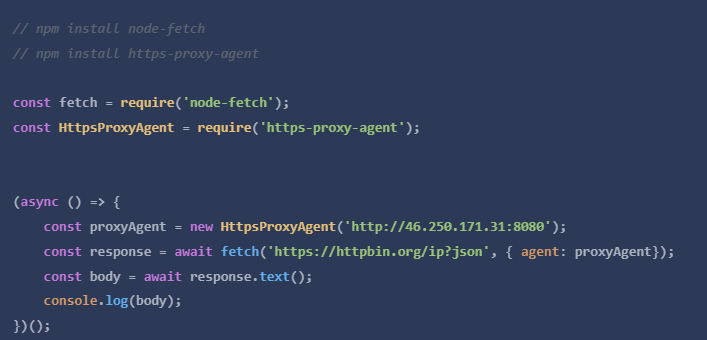 // npm install node-fetch
// npm install https-proxy-agent
const fetch = require('node-fetch');
const HttpsProxyAgent = require('https-proxy-agent');
(async () => {
    const proxyAgent = new HttpsProxyAgent('http://46.250.171.31:8080');
    const response = await fetch('https://httpbin.org/ip?json', { agent: proxyAgent});
    const body = await response.text();
    console.log(body);
})();